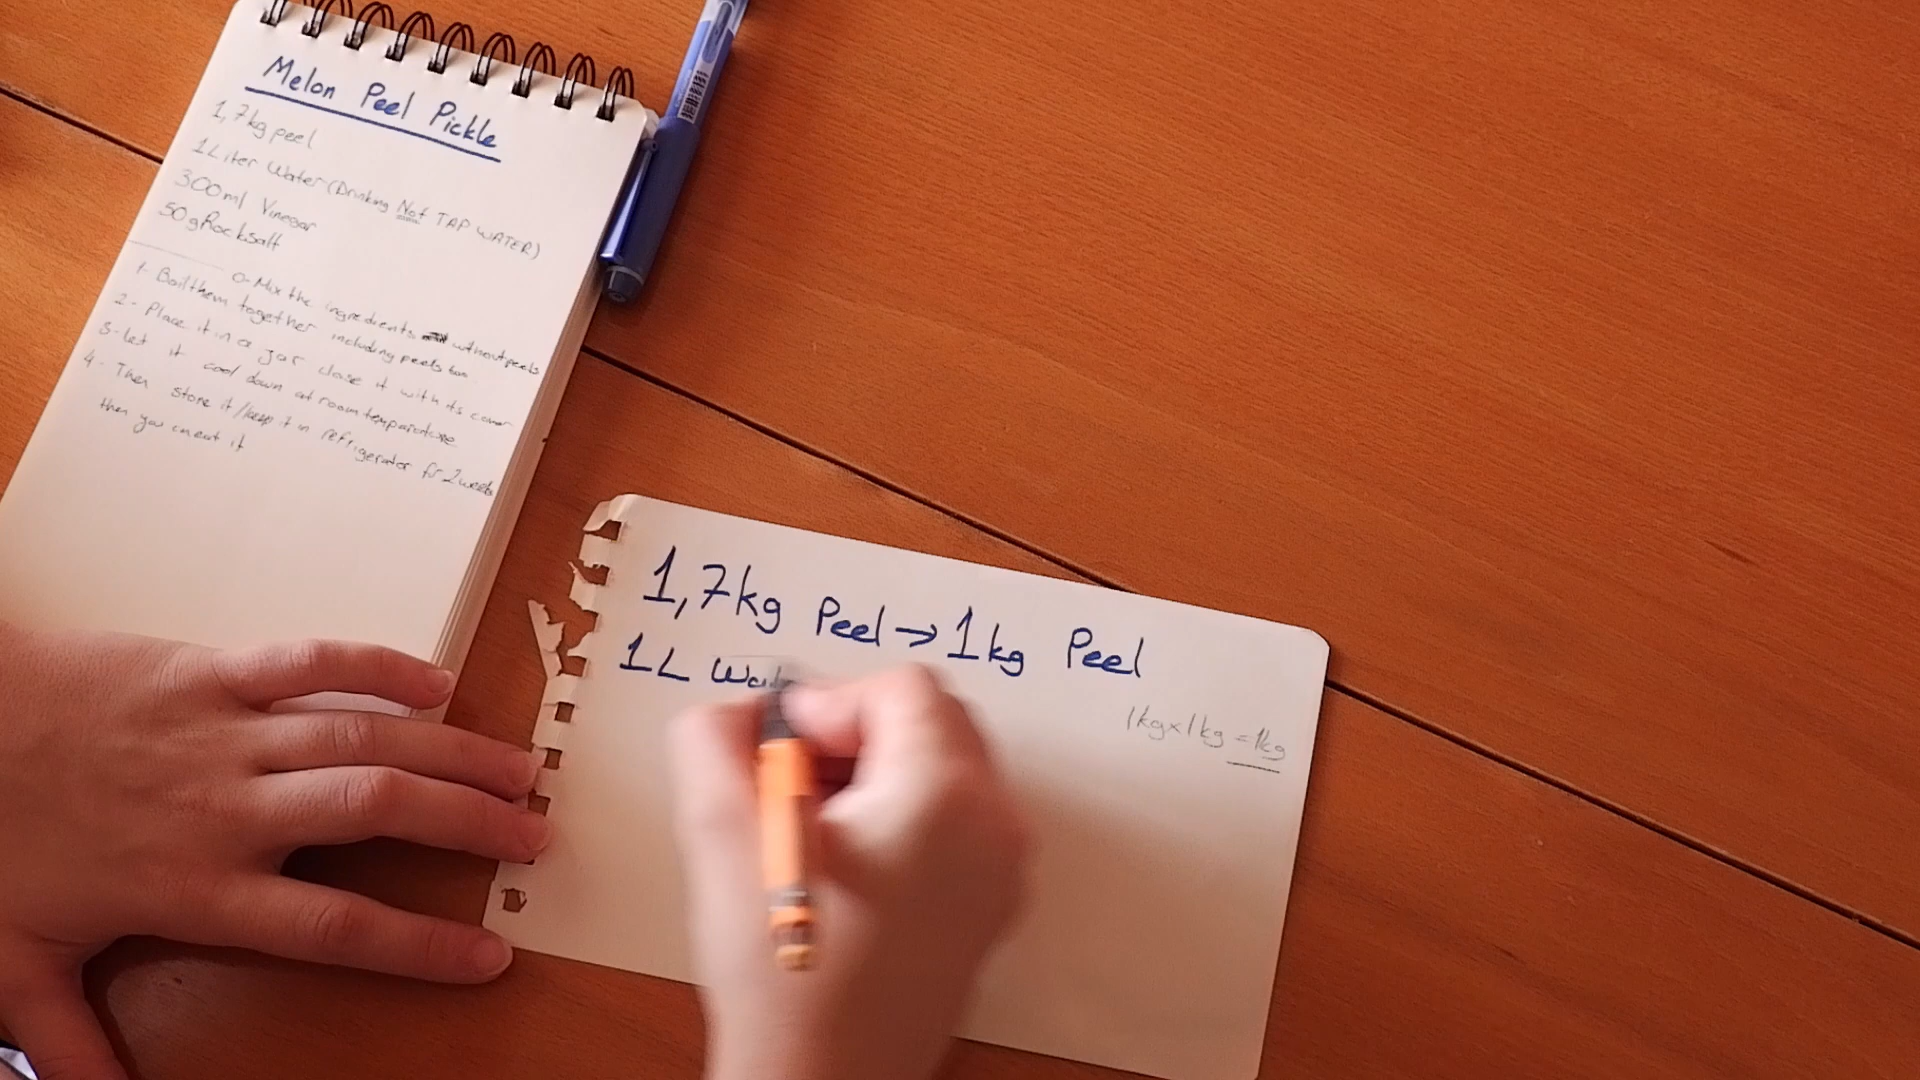 Melon Peel Pickle
1,7kg peel
1Liter Water (Drinking Not TAP WATER)
300ml Vinegar
50g Rocksalt
0- Mix the ingredients without peels
1- Boil them together including peels too
2- Place it in a jar close it with its cover
3- Let it cool down at room temparature
4- Then store it/keep it in refrigerator for 2 weeks
then you can eat it
1,7kg Peel → 1kg Peel
1L Wat
1kgx1kg = 1kg